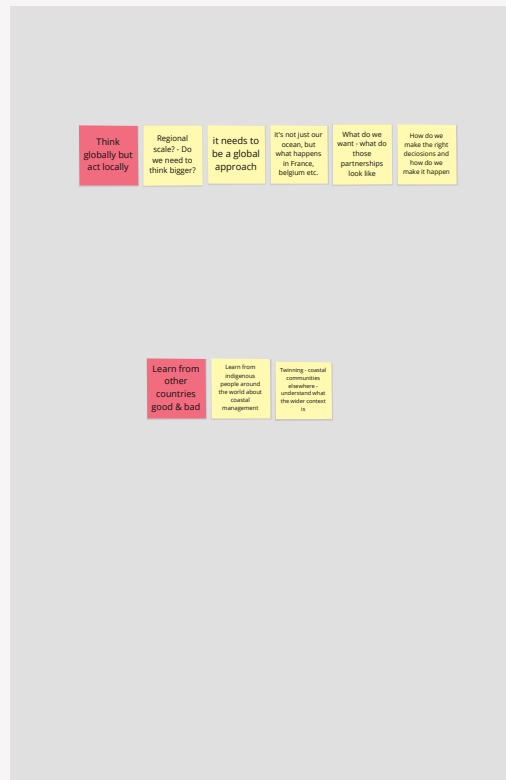 Think
globally but
act locally
Regional
scale? - Do
we need to
think bigger?
it needs to
be a global
approach
it's not just our
ocean, but
what happens
in France,
belgium etc.
What do we
want - what do
those
partnerships
look like
How do we
make the right
deciosions and
how do we
make it happen
Learn from
other
countries
good & bad
Learn from
indigenous
people around
the world about
coastal
management
Twinning - coastal
communities
elsewhere -
understand what
the wider context
is